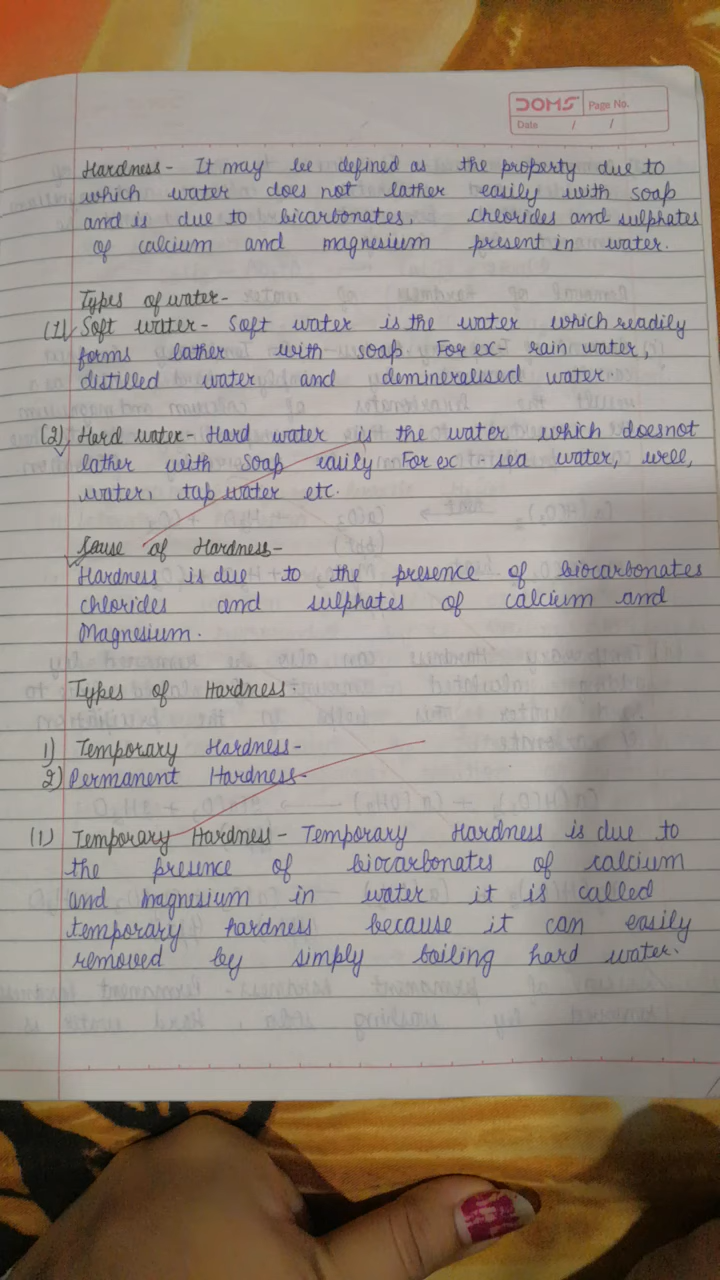 DOMS
Page No.
Date / /
Hardness - It may be defined as the property due to
which water does not lather easily with soap
and is due to bicarbonates, chlorides and sulphates
of calcium and magnesium present in water.
Types of water-
(1) Soft water - Soft water is the water which readily
forms lather with soap For ex- rain water,
distilled water and demineralised water.
(2) Hard water - Hard water is the water which doesnot
lather with soap easily For ex - sea water, well,
water, tap water etc.
Cause of Hardness-
Hardness is due to the presence of biocarbonates
chlorides and sulphates of calcium and
Magnesium.
Types of Hardness:
1) Temporary Hardness-
2) Permanent Hardness-
(1) Temporary Hardness - Temporary Hardness is due to
the presence of biocarbonates of calcium
and magnesium in water it is called
temporary hardness because it can easily
removed by simply boiling hard water.